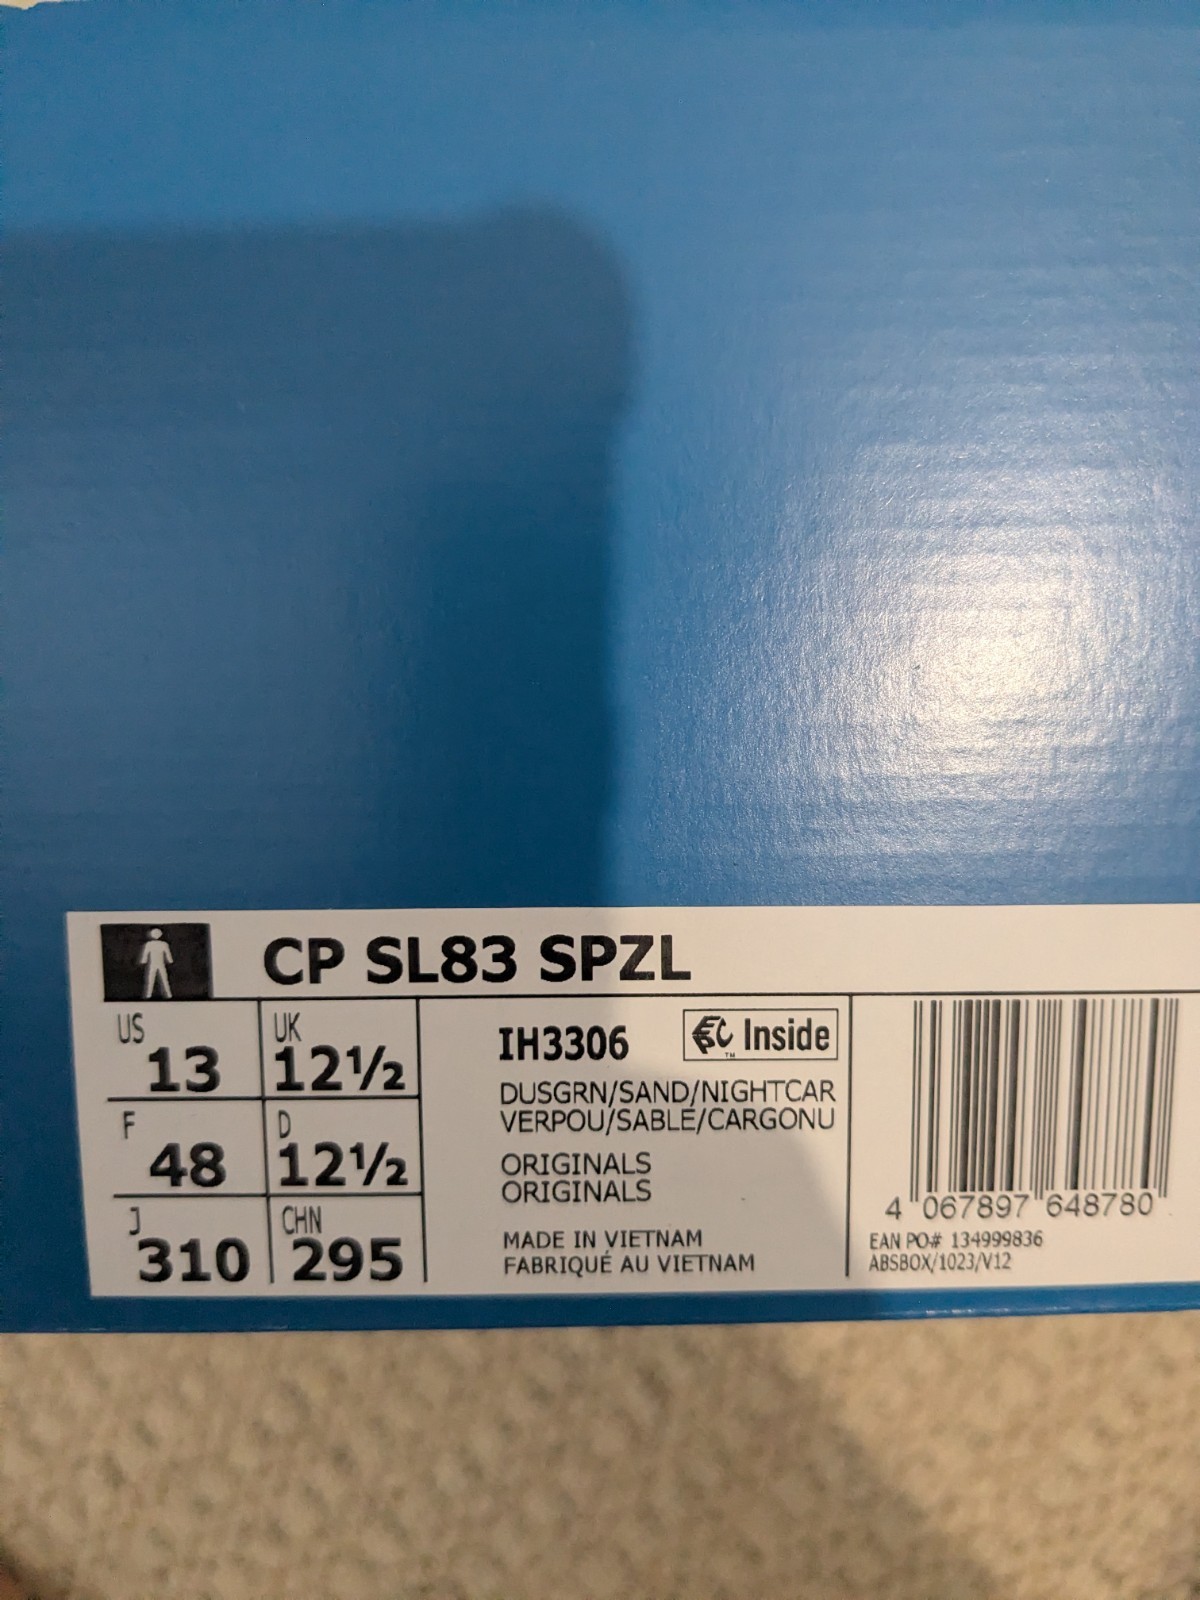 CP SL83 SPZL
US
13
UK
12½
F
48
D
12½
J
310
CHN
295
IH3306
EPC Inside
TM
DUSGRN/SAND/NIGHTCAR
VERPOU/SABLE/CARGONU
ORIGINALS
ORIGINALS
MADE IN VIETNAM
FABRIQUÉ AU VIETNAM
4 067897 648780
EAN PO# 134999836
ABSBOX/1023/V12